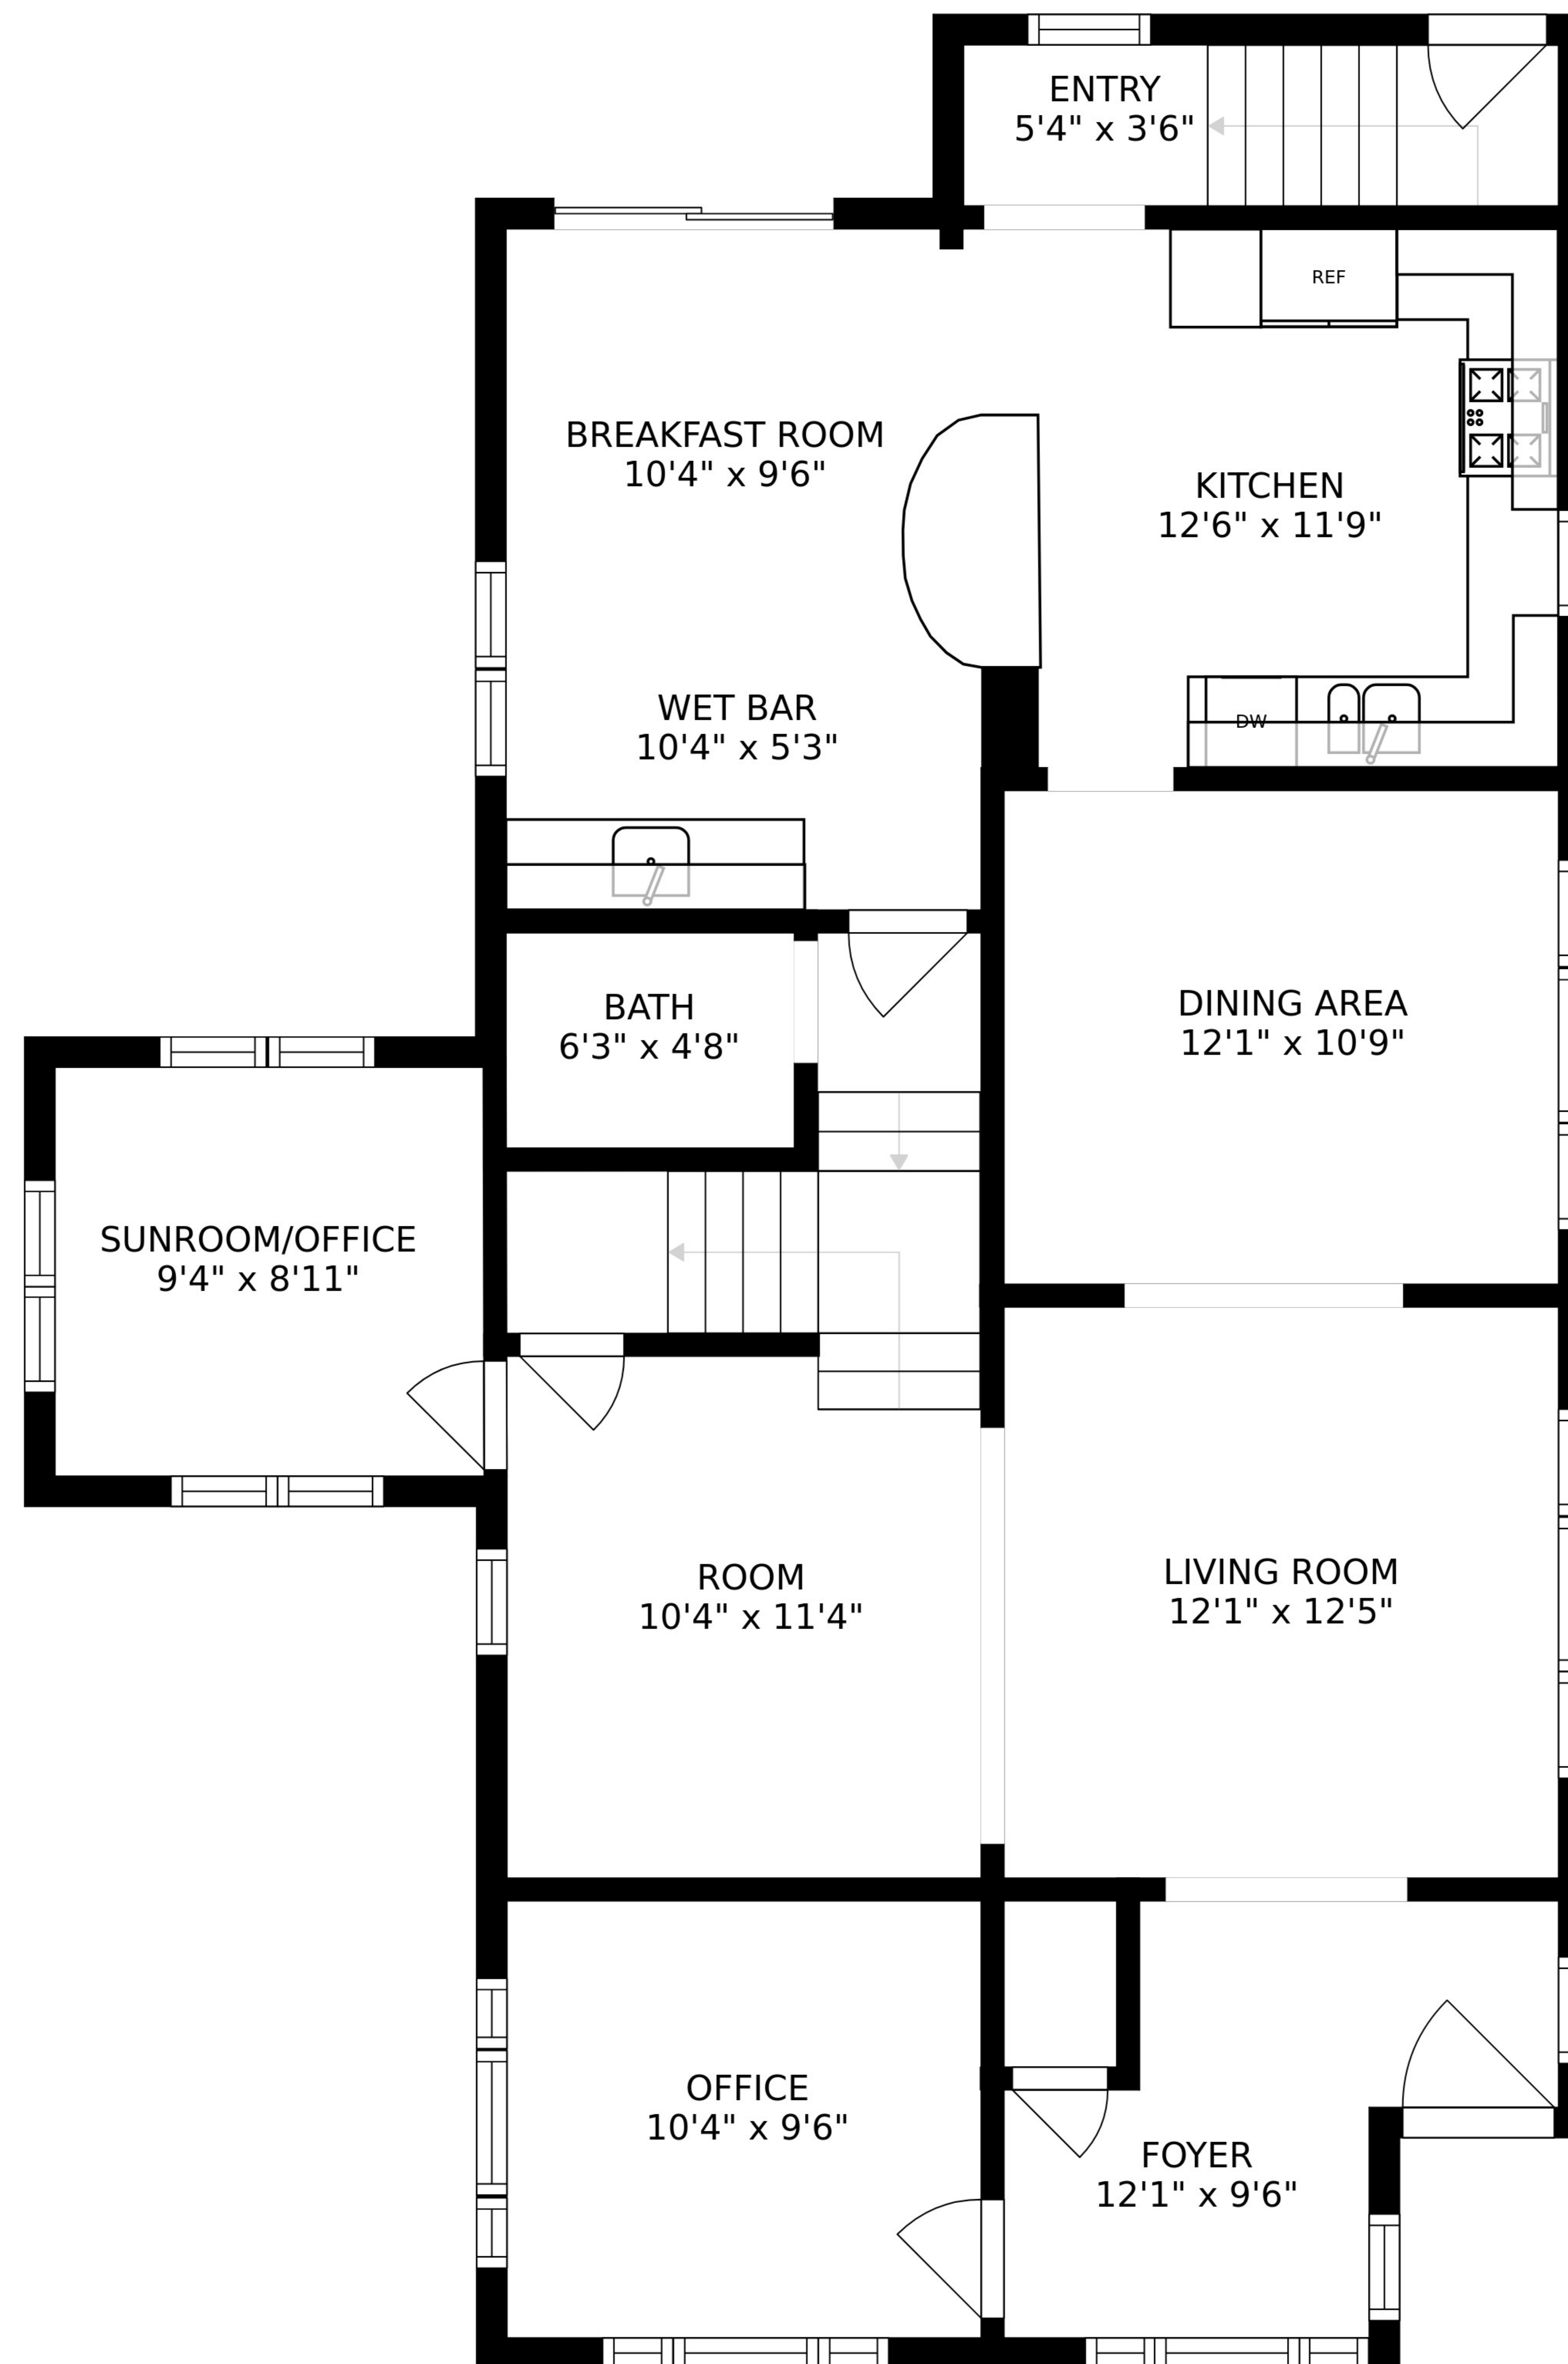 ENTRY
5'4" x 3'6"
REF
BREAKFAST ROOM
10'4" x 9'6"
KITCHEN
12'6" x 11'9"
WET BAR
10'4" x 5'3"
DW
BATH
6'3" x 4'8"
DINING AREA
12'1" x 10'9"
SUNROOM/OFFICE
9'4" x 8'11"
ROOM
10'4" x 11'4"
LIVING ROOM
12'1" x 12'5"
OFFICE
10'4" x 9'6"
FOYER
12'1" x 9'6"